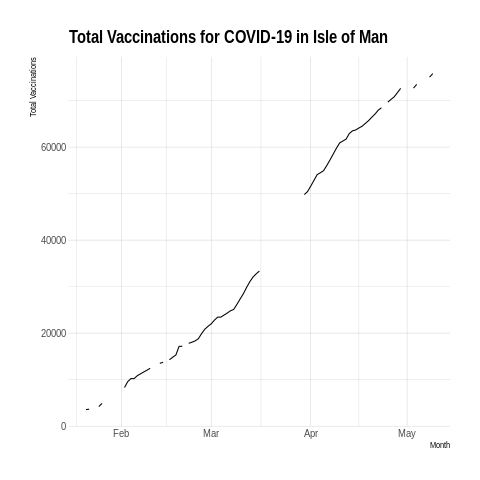 Total Vaccinations for COVID-19 in Isle of Man
Total Vaccinations
60000
40000
20000
0
Feb Mar Apr May
Month